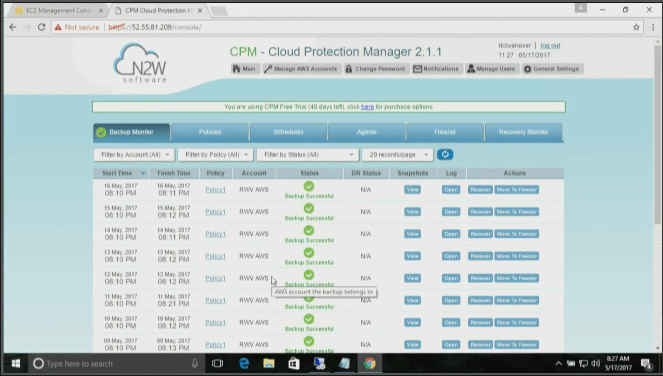 EC2 Management Conso
CPM - Cloud Protection M
Not secure
https://52.55.81.209/console/
N2W
software
CPM - Cloud Protection Manager 2.1.1
rickvanover | log out
11:27 05/17/2017
Main
Manage AWS Accounts
Change Password
Notifications
Manage Users
General Settings
You are using CPM Free Trial (40 days left), click here for purchase options
Backup Monitor
Policies
Schedules
Agents
Freezer
Recovery Monitor
Filter by Account (All)
Filter by Policy (All)
Filter by Status (All)
20 records/page
Start Time Finish Time Policy Account Status DR Status Snapshots Log Actions
16 May, 2017 16 May, 2017
08:10 PM 08:11 PM Policy1 RWV AWS N/A View Open Recover Move To Freezer
Backup Successful
15 May, 2017 15 May, 2017
08:10 PM 08:12 PM Policy1 RWV AWS N/A View Open Recover Move To Freezer
Backup Successful
14 May, 2017 14 May, 2017
08:10 PM 08:11 PM Policy1 RWV AWS N/A View Open Recover Move To Freezer
Backup Successful
13 May, 2017 13 May, 2017
08:10 PM 08:12 PM Policy1 RWV AWS N/A View Open Recover Move To Freezer
Backup Successful
12 May, 2017 12 May, 2017
08:10 PM 08:12 PM Policy1 RWV AWS N/A View Open Recover Move To Freezer
Backup Successful
AWS account the backup belongs to
11 May, 2017 11 May, 2017
08:10 PM 08:21 PM Policy1 RWV AWS N/A View Open Recover Move To Freezer
Backup Successful
10 May, 2017 10 May, 2017
08:10 PM 08:12 PM Policy1 RWV AWS N/A View Open Recover Move To Freezer
Backup Successful
09 May, 2017 09 May, 2017
08:10 PM 08:13 PM Policy1 RWV AWS N/A View Open Recover Move To Freezer
Backup Successful
Type here to search
8:27 AM
5/17/2017